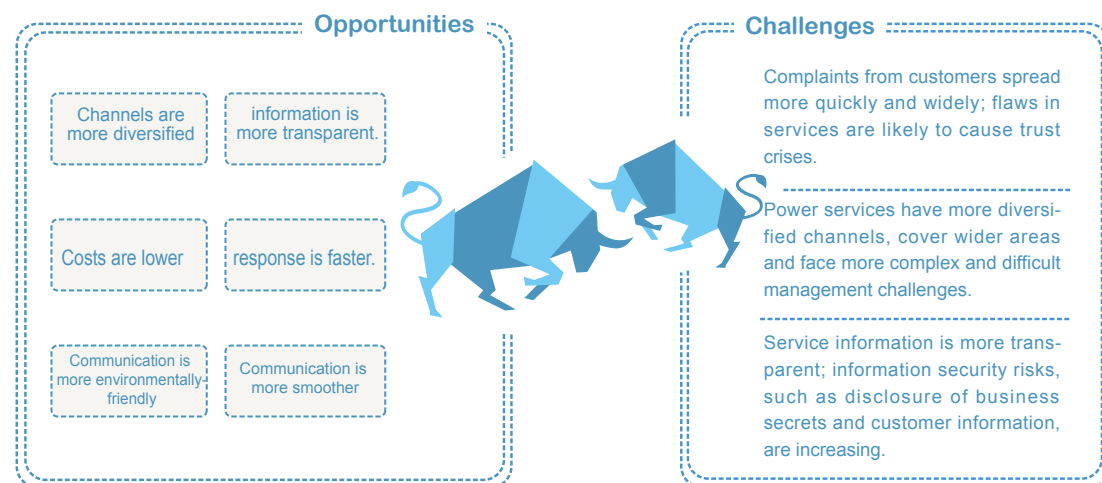 Opportunities
Channels are
more diversified
information is
more transparent.
Costs are lower
response is faster.
Communication is
more environmentally-
friendly
Communication is
more smoother
Challenges
Complaints from customers spread
more quickly and widely; flaws in
services are likely to cause trust
crises.
Power services have more diversi-
fied channels, cover wider areas
and face more complex and difficult
management challenges.
Service information is more trans-
parent; information security risks,
such as disclosure of business
secrets and customer information,
are increasing.